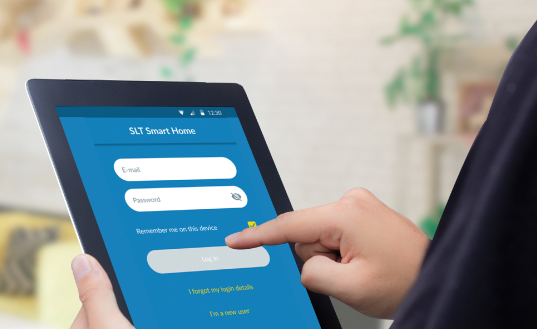 12:30
SLT Smart Home
E-mail
Password
Remember me on this device
Log in
I forgot my login details
I'm a new user